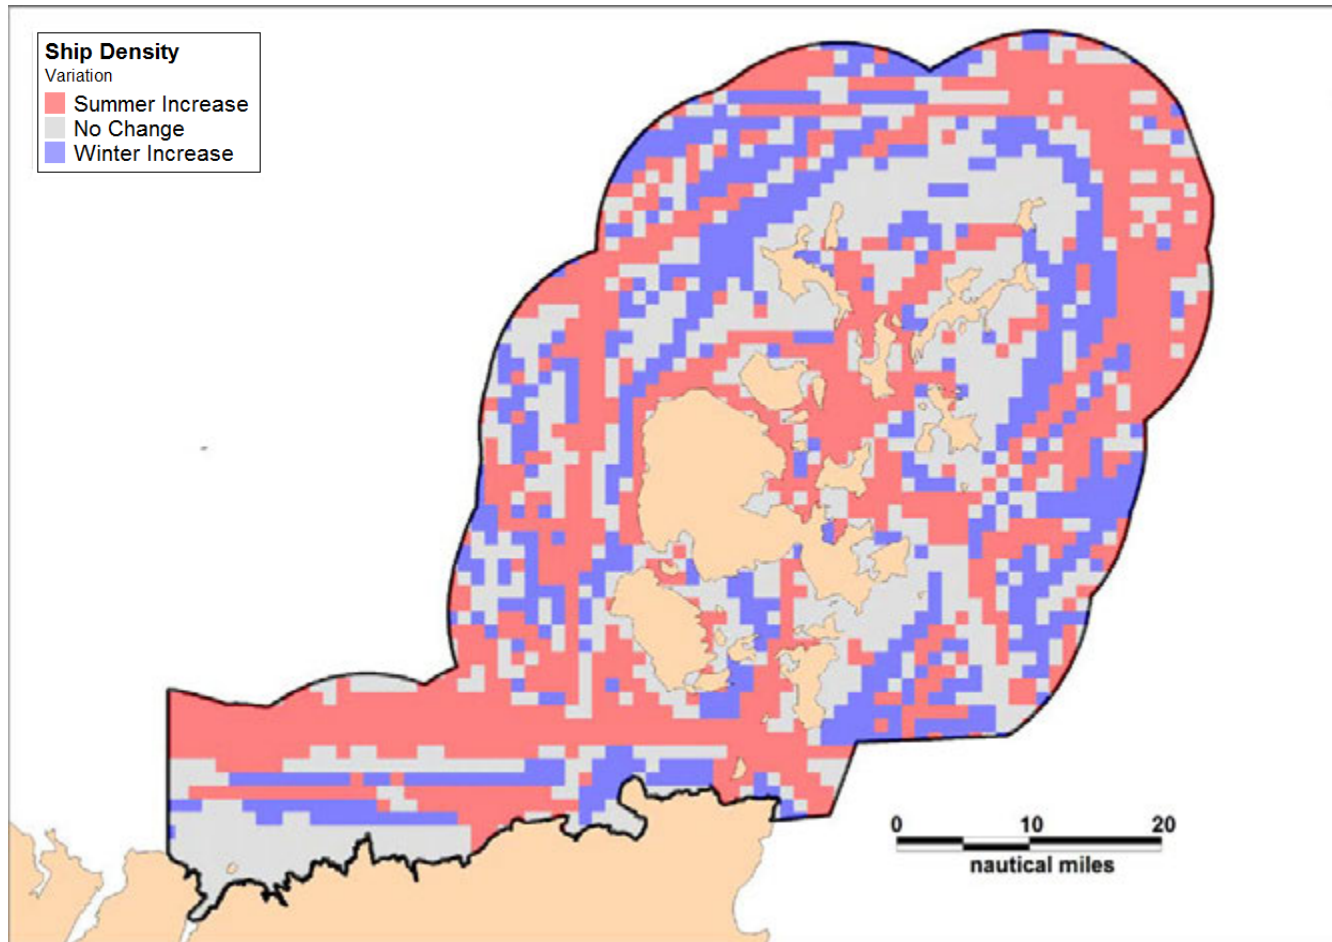 Ship Density
Variation
Summer Increase
No Change
Winter Increase
0 10 20
nautical miles